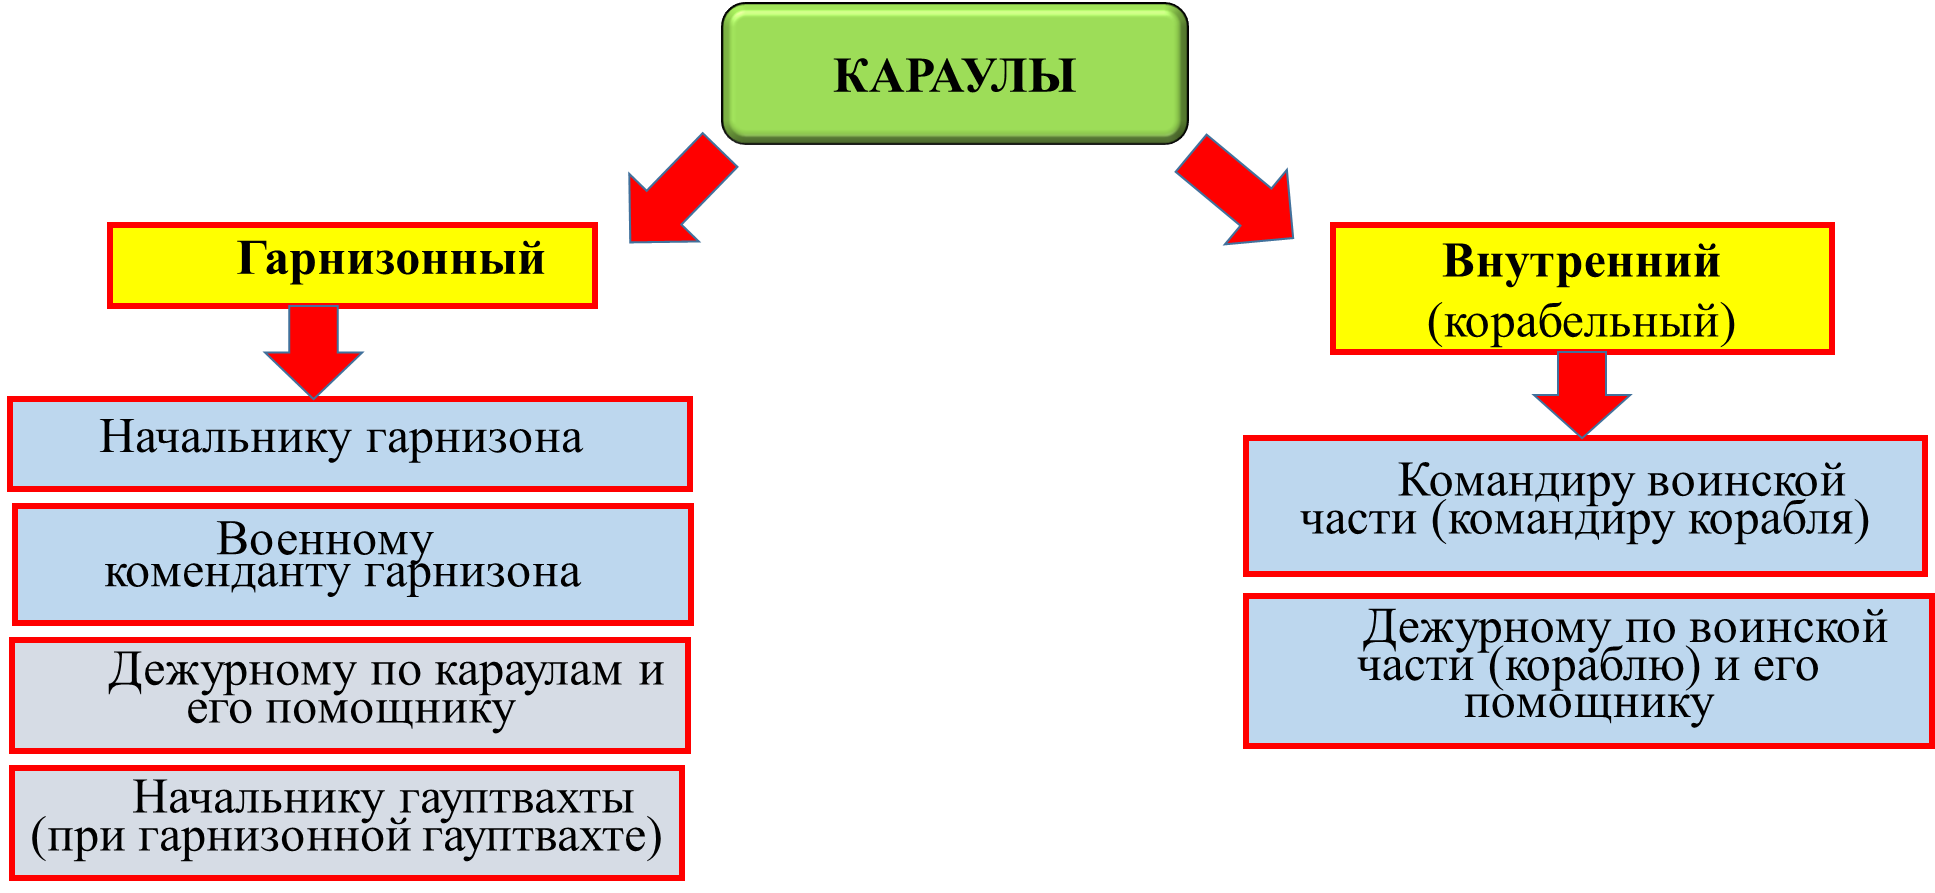 КАРАУЛЫ
Гарнизонный
Начальнику гарнизона
Военному
коменданту гарнизона
Дежурному по караулам и
его помощнику
Начальнику гауптвахты
(при гарнизонной гауптвахте)
Внутренний
(корабельный)
Командиру воинской
части (командиру корабля)
Дежурному по воинской
части (кораблю) и его
помощнику